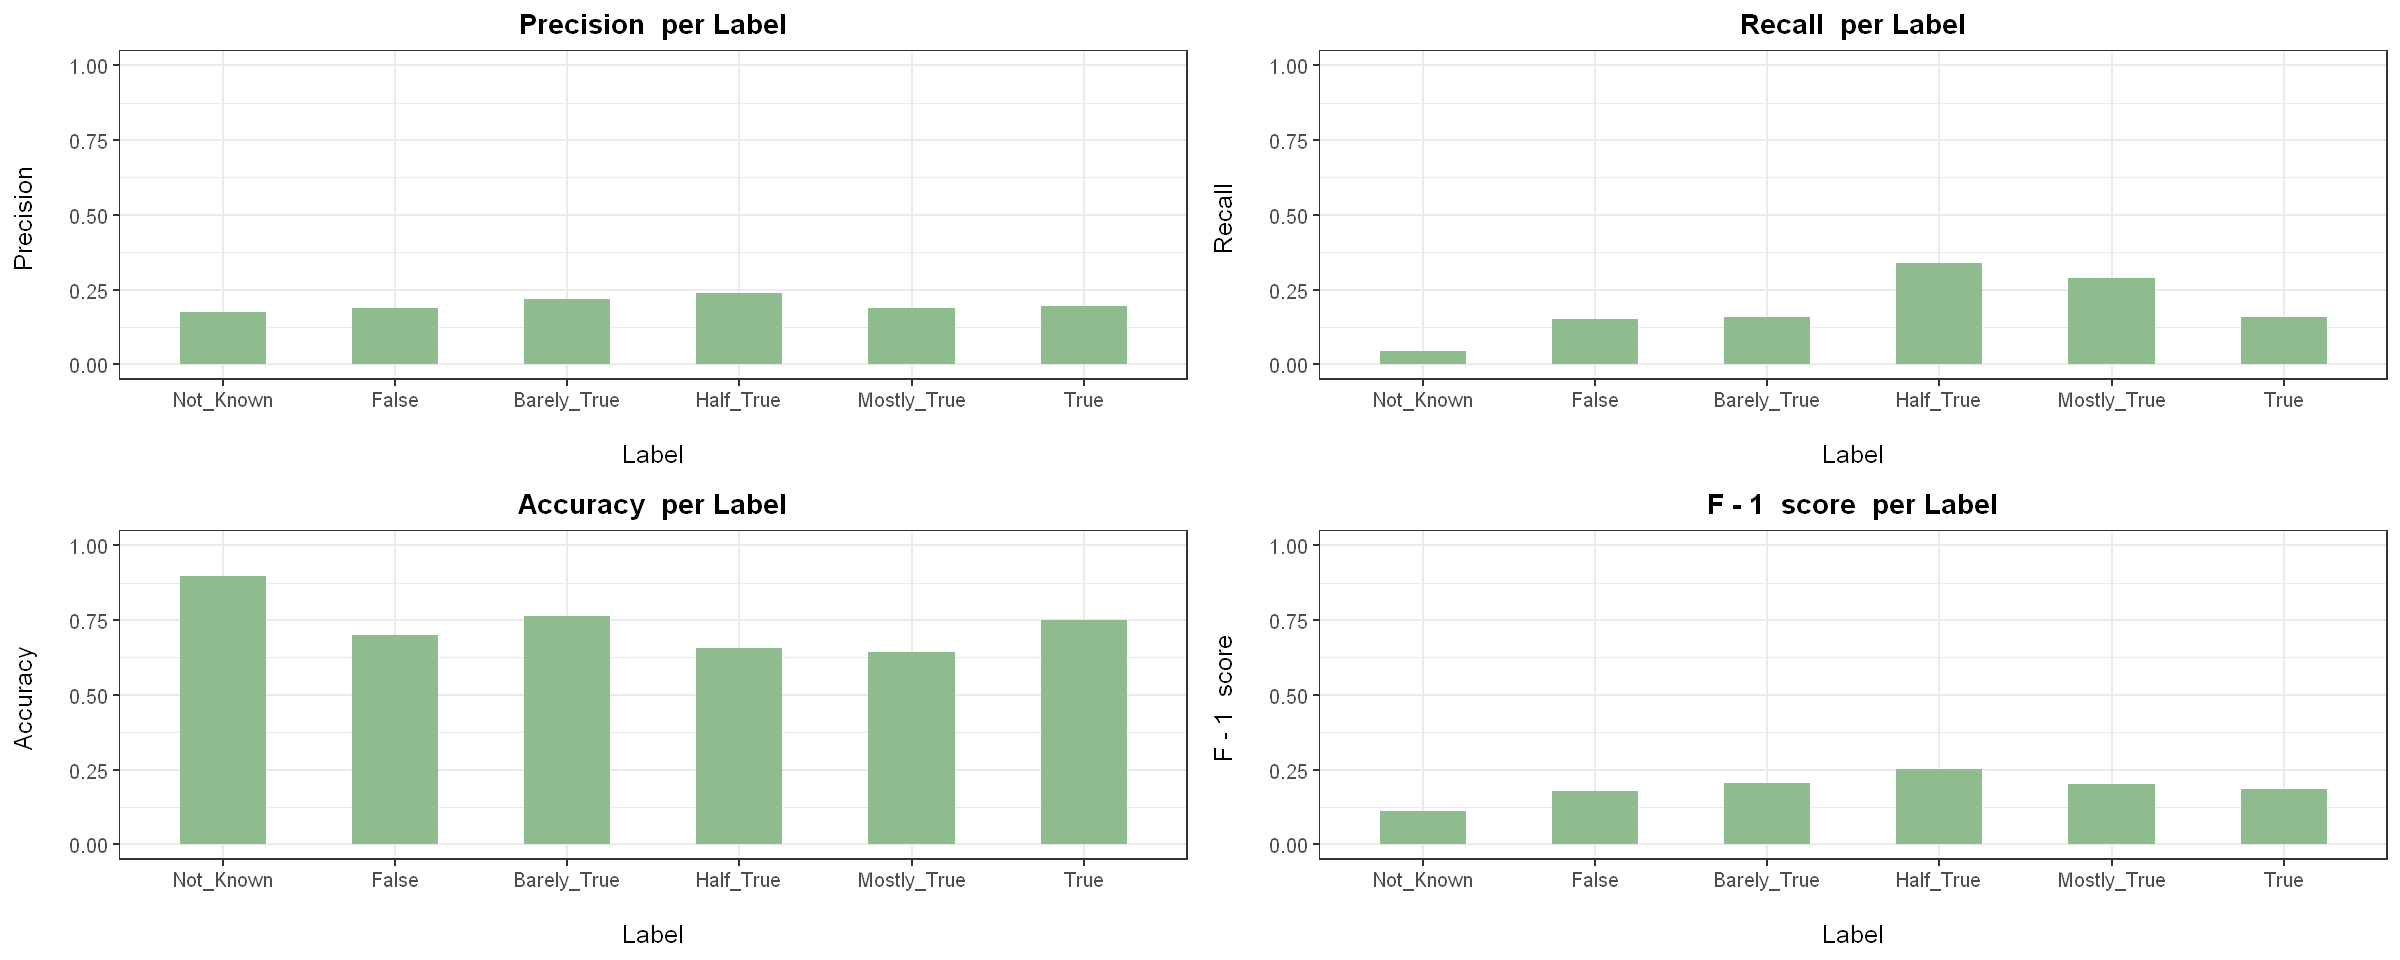 Precision  per Label
1.00
0.75
0.50
0.25
0.00
Precision
Not_Known False Barely_True Half_True Mostly_True True
Label
Recall  per Label
1.00
0.75
0.50
0.25
0.00
Recall
Not_Known False Barely_True Half_True Mostly_True True
Label
Accuracy  per Label
1.00
0.75
0.50
0.25
0.00
Accuracy
Not_Known False Barely_True Half_True Mostly_True True
Label
F - 1  score  per Label
1.00
0.75
0.50
0.25
0.00
F - 1  score
Not_Known False Barely_True Half_True Mostly_True True
Label